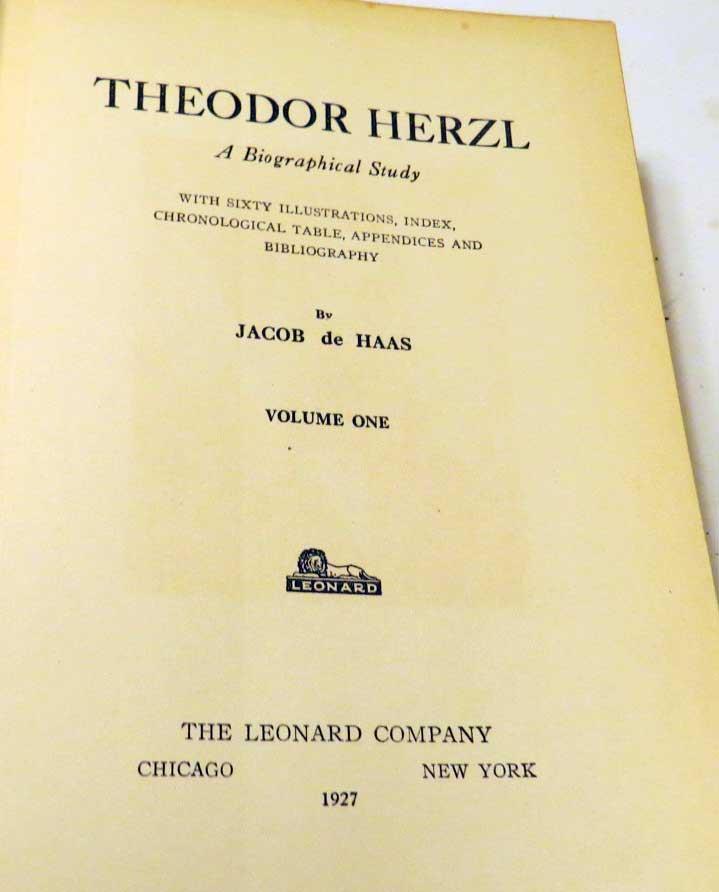 THEODOR HERZL
A Biographical Study
WITH SIXTY ILLUSTRATIONS, INDEX,
CHRONOLOGICAL TABLE, APPENDICES AND
BIBLIOGRAPHY
By
JACOB de HAAS
VOLUME ONE
LEONARD
THE LEONARD COMPANY
CHICAGO NEW YORK
1927